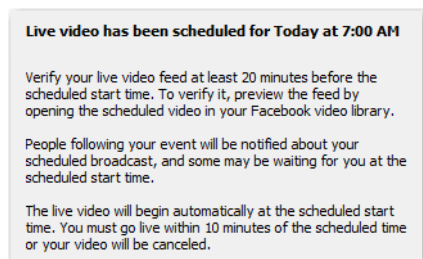 Live video has been scheduled for Today at 7:00 AM
Verify your live video feed at least 20 minutes before the
scheduled start time. To verify it, preview the feed by
opening the scheduled video in your Facebook video library.
People following your event will be notified about your
scheduled broadcast, and some may be waiting for you at the
scheduled start time.
The live video will begin automatically at the scheduled start
time. You must go live within 10 minutes of the scheduled time
or your video will be canceled.